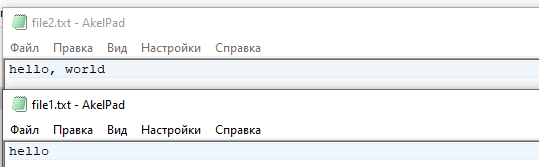 file2.txt - AkelPad
Файл Правка Вид Настройки Справка
hello, world
file1.txt - AkelPad
Файл Правка Вид Настройки Справка
hello